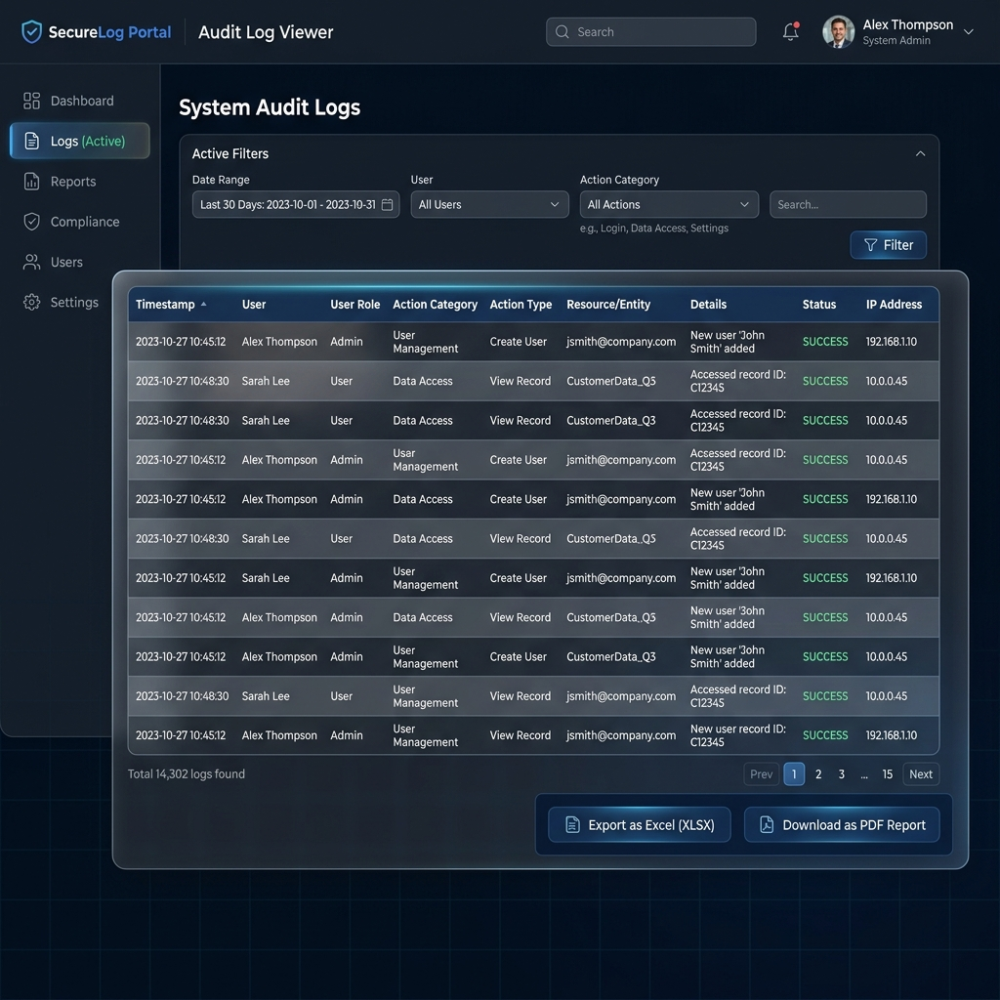 SecureLog Portal
Audit Log Viewer
Search
Alex Thompson
System Admin
Dashboard
Logs (Active)
Reports
Compliance
Users
Settings
System Audit Logs
Active Filters
Date Range User Action Category
Last 30 Days: 2023-10-01 - 2023-10-31 All Users All Actions Search...
e.g., Login, Data Access, Settings
Filter
Timestamp User User Role Action Category Action Type Resource/Entity Details Status IP Address
2023-10-27 10:45:12 Alex Thompson Admin User Management Create User jsmith@company.com New user 'John Smith' added SUCCESS 192.168.1.10
2023-10-27 10:48:30 Sarah Lee User Data Access View Record CustomerData_Q3 Accessed record ID: C12345 SUCCESS 10.0.0.45
2023-10-27 10:48:30 Sarah Lee User Data Access View Record CustomerData_Q3 Accessed record ID: C12345 SUCCESS 10.0.0.45
2023-10-27 10:45:12 Alex Thompson Admin Usar Management Create User jsmith@company.com Accessed record ID: C12345 SUCCESS 10.0.0.45
2023-10-27 10:45:12 Alex Thompson Admin Data Access Create User jsmith@company.com New user 'John Smith' added SUCCESS 192.168.1.10
2023-10-27 10:48:30 Sarah Lee User Data Access View Record CustomerData_Q3 Accessed record ID: C12345 SUCCESS 10.0.0.45
2023-10-27 10:45:12 Sarah Lee Admin User Management Create User jsmith@company.com New user 'John Smith' added SUCCESS 192.168.1.10
2023-10-27 10:45:12 Alex Thompson Admin Data Access View Record CustomerData_Q3 New user 'John Smith' added SUCCESS 10.0.0.45
2023-10-27 10:45:12 Alex Thompson Admin User Management Create User CustomerData_Q3 New user 'John Smith' added SUCCESS 192.168.1.10
2023-10-27 10:48:30 Sarah Lee User User Management View Record jsmith@company.com Accessed record ID: C12345 SUCCESS 10.0.0.45
2023-10-27 10:45:12 Alex Thompson Admin User Management View Record jsmith@company.com New user record ID: C12345 SUCCESS 192.168.1.10
Total 14,302 logs found
Prev 1 2 3 ... 15 Next
Export as Excel (XLSX)
Download as PDF Report